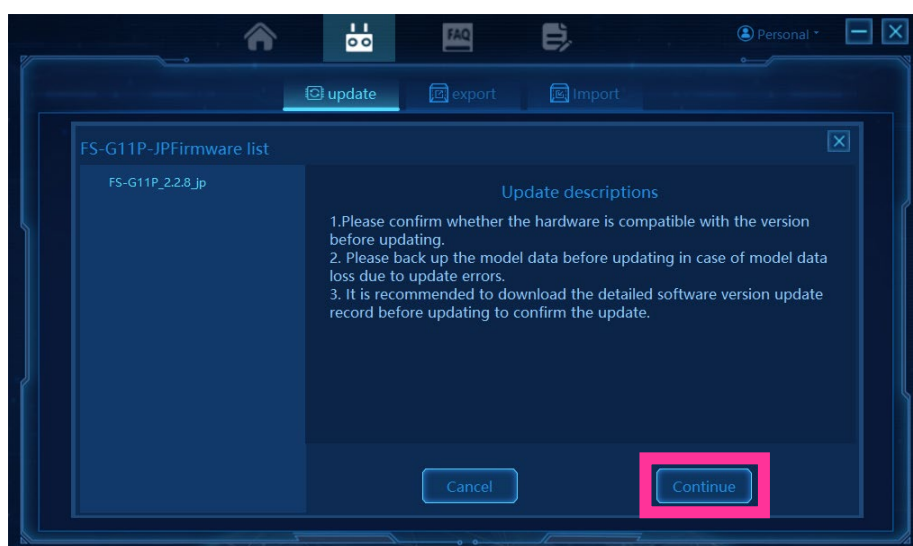 FAQ
Personal
update
export
Import
FS-G11P-JPFirmware list
FS-G11P_2.2.8_jp
Update descriptions
1.Please confirm whether the hardware is compatible with the version
before updating.
2. Please back up the model data before updating in case of model data
loss due to update errors.
3. It is recommended to download the detailed software version update
record before updating to confirm the update.
Cancel
Continue